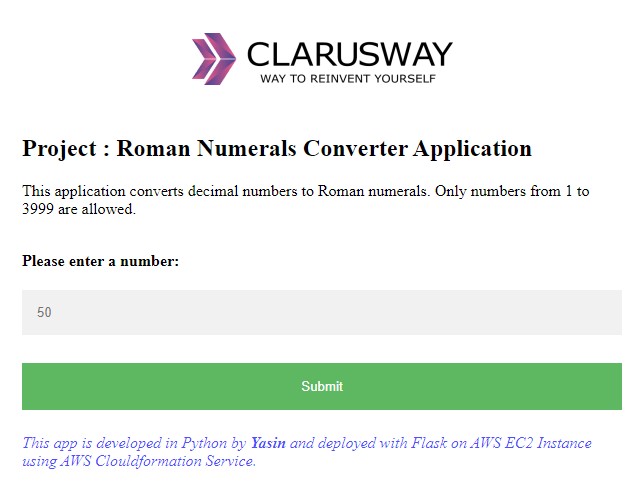 CLARUSWAY
WAY TO REINVENT YOURSELF
Project : Roman Numerals Converter Application
This application converts decimal numbers to Roman numerals. Only numbers from 1 to
3999 are allowed.
Please enter a number:
50
Submit
This app is developed in Python by Yasin and deployed with Flask on AWS EC2 Instance
using AWS Clouldformation Service.